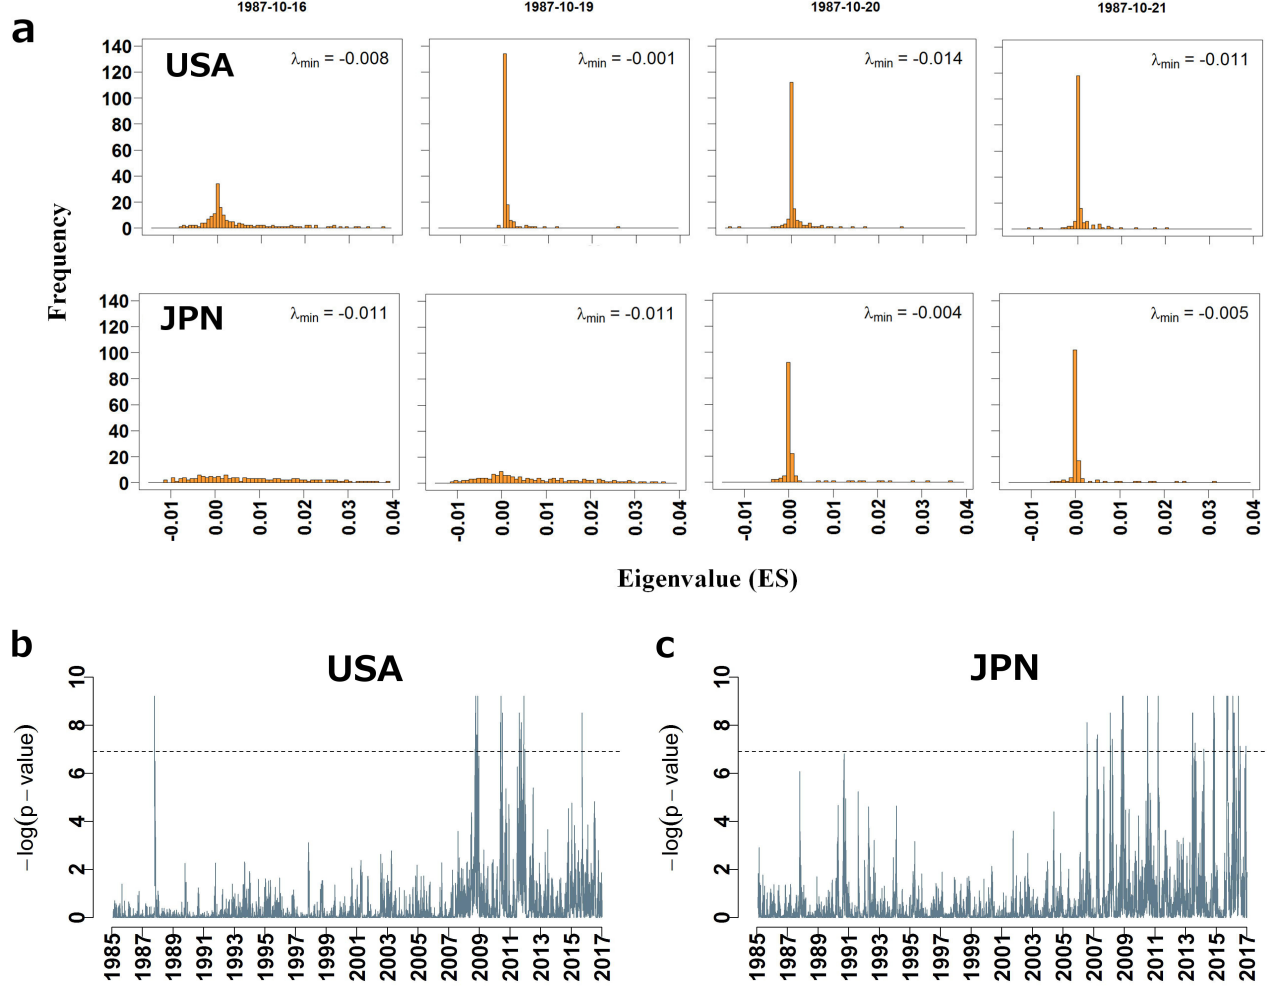 1987-10-16 1987-10-19 1987-10-20 1987-10-21
a
USA
λmin = -0.008 λmin = -0.001 λmin = -0.014 λmin = -0.011
140
120
100
80
60
40
20
0
Frequency
JPN
λmin = -0.011 λmin = -0.011 λmin = -0.004 λmin = -0.005
140
120
100
80
60
40
20
0
-0.01 0.00 0.01 0.02 0.03 0.04 -0.01 0.00 0.01 0.02 0.03 0.04 -0.01 0.00 0.01 0.02 0.03 0.04 -0.01 0.00 0.01 0.02 0.03 0.04
Eigenvalue (ES)
b
USA
−log(p−value)
10
8
6
4
2
0
1985 1987 1989 1991 1993 1995 1997 1999 2001 2003 2005 2007 2009 2011 2013 2015 2017
c
JPN
−log(p−value)
10
8
6
4
2
0
1985 1987 1989 1991 1993 1995 1997 1999 2001 2003 2005 2007 2009 2011 2013 2015 2017